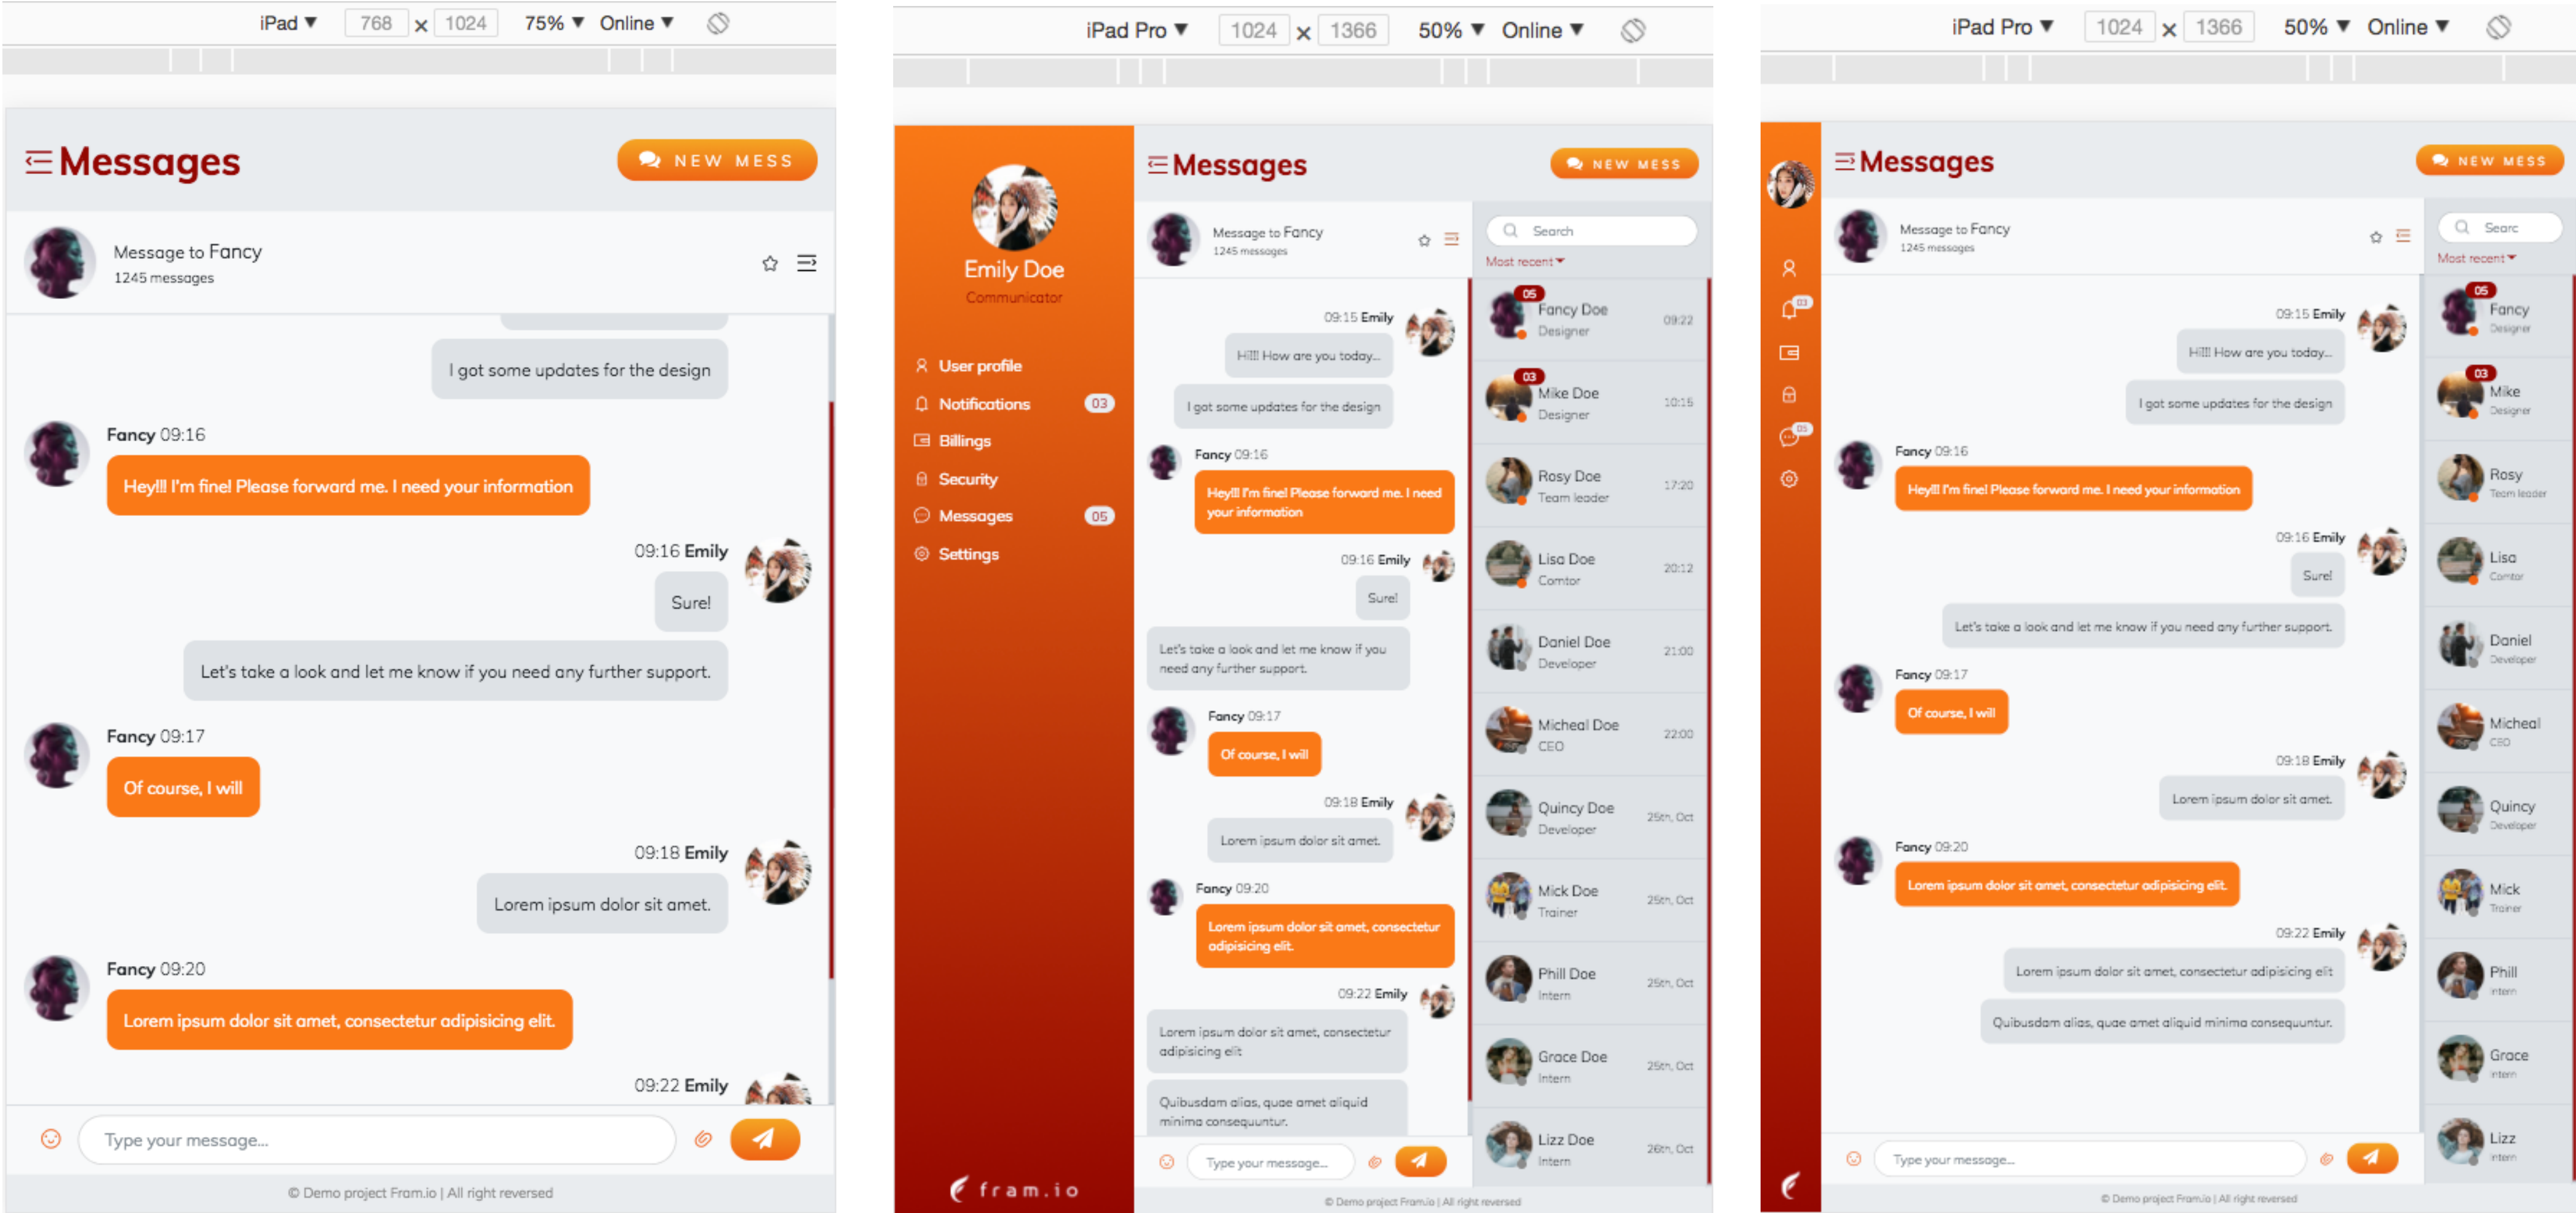 iPad ▼ 768 × 1024 75% ▼ Online ▼
Messages
NEW MESS
Message to Fancy
1245 messages
I got some updates for the design
Fancy 09:16
Hey!!! I'm fine! Please forward me. I need your information
09:16 Emily
Sure!
Let's take a look and let me know if you need any further support.
Fancy 09:17
Of course, I will
09:18 Emily
Lorem ipsum dolor sit amet.
Fancy 09:20
Lorem ipsum dolor sit amet, consectetur adipisicing elit.
09:22 Emily
Type your message...
© Demo project Fram.io | All right reversed
iPad Pro ▼ 1024 × 1366 50% ▼ Online ▼
Emily Doe
Communicator
User profile
Notifications 03
Billings
Security
Messages 05
Settings
fram.io
Messages
NEW MESS
Message to Fancy
1245 messages
09:15 Emily
Hi!!! How are you today...
I got some updates for the design
Fancy 09:16
Hey!!! I'm fine! Please forward me. I need
your information
09:16 Emily
Sure!
Let's take a look and let me know if you
need any further support.
Fancy 09:17
Of course, I will
09:18 Emily
Lorem ipsum dolor sit amet.
Fancy 09:20
Lorem ipsum dolor sit amet, consectetur
adipisicing elit.
09:22 Emily
Lorem ipsum dolor sit amet, consectetur
adipisicing elit
Quibusdam alias, quae amet aliquid
minima consequuntur.
Type your message...
© Demo project Fram.io | All right reversed
Search
Most recent
05
Fancy Doe 09:22
Designer
03
Mike Doe 10:15
Designer
Rosy Doe 17:20
Team leader
Lisa Doe 20:12
Comtor
Daniel Doe 21:00
Developer
Micheal Doe 22:00
CEO
Quincy Doe 25th, Oct
Developer
Mick Doe 25th, Oct
Trainer
Phill Doe 25th, Oct
Intern
Grace Doe 25th, Oct
Intern
Lizz Doe 26th, Oct
Intern
iPad Pro ▼ 1024 × 1366 50% ▼ Online ▼
03
05
Messages
NEW MESS
Message to Fancy
1245 messages
09:15 Emily
Hi!!! How are you today...
I got some updates for the design
Fancy 09:16
Hey!!! I'm fine! Please forward me. I need your information
09:16 Emily
Sure!
Let's take a look and let me know if you need any further support.
Fancy 09:17
Of course, I will
09:18 Emily
Lorem ipsum dolor sit amet.
Fancy 09:20
Lorem ipsum dolor sit amet, consectetur adipisicing elit.
09:22 Emily
Lorem ipsum dolor sit amet, consectetur adipisicing elit
Quibusdam alias, quae amet aliquid minima consequuntur.
Type your message...
© Demo project Fram.io | All right reversed
Searc
Most recent
05
Fancy
Designer
03
Mike
Designer
Rosy
Team leader
Lisa
Comtor
Daniel
Developer
Micheal
CEO
Quincy
Developer
Mick
Trainer
Phill
Intern
Grace
Intern
Lizz
Intern